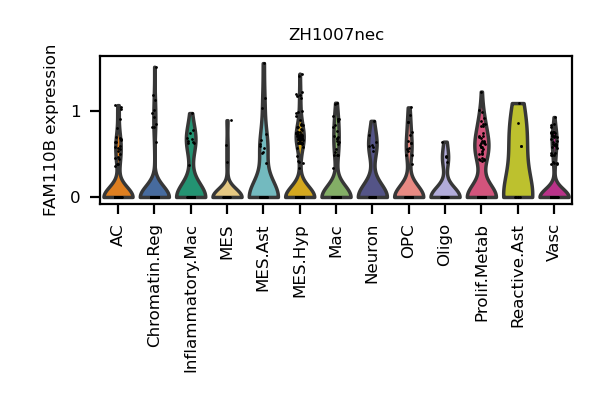 ZH1007nec
FAM110B expression
1
0
AC
Chromatin.Reg
Inflammatory.Mac
MES
MES.Ast
MES.Hyp
Mac
Neuron
OPC
Oligo
Prolif.Metab
Reactive.Ast
Vasc